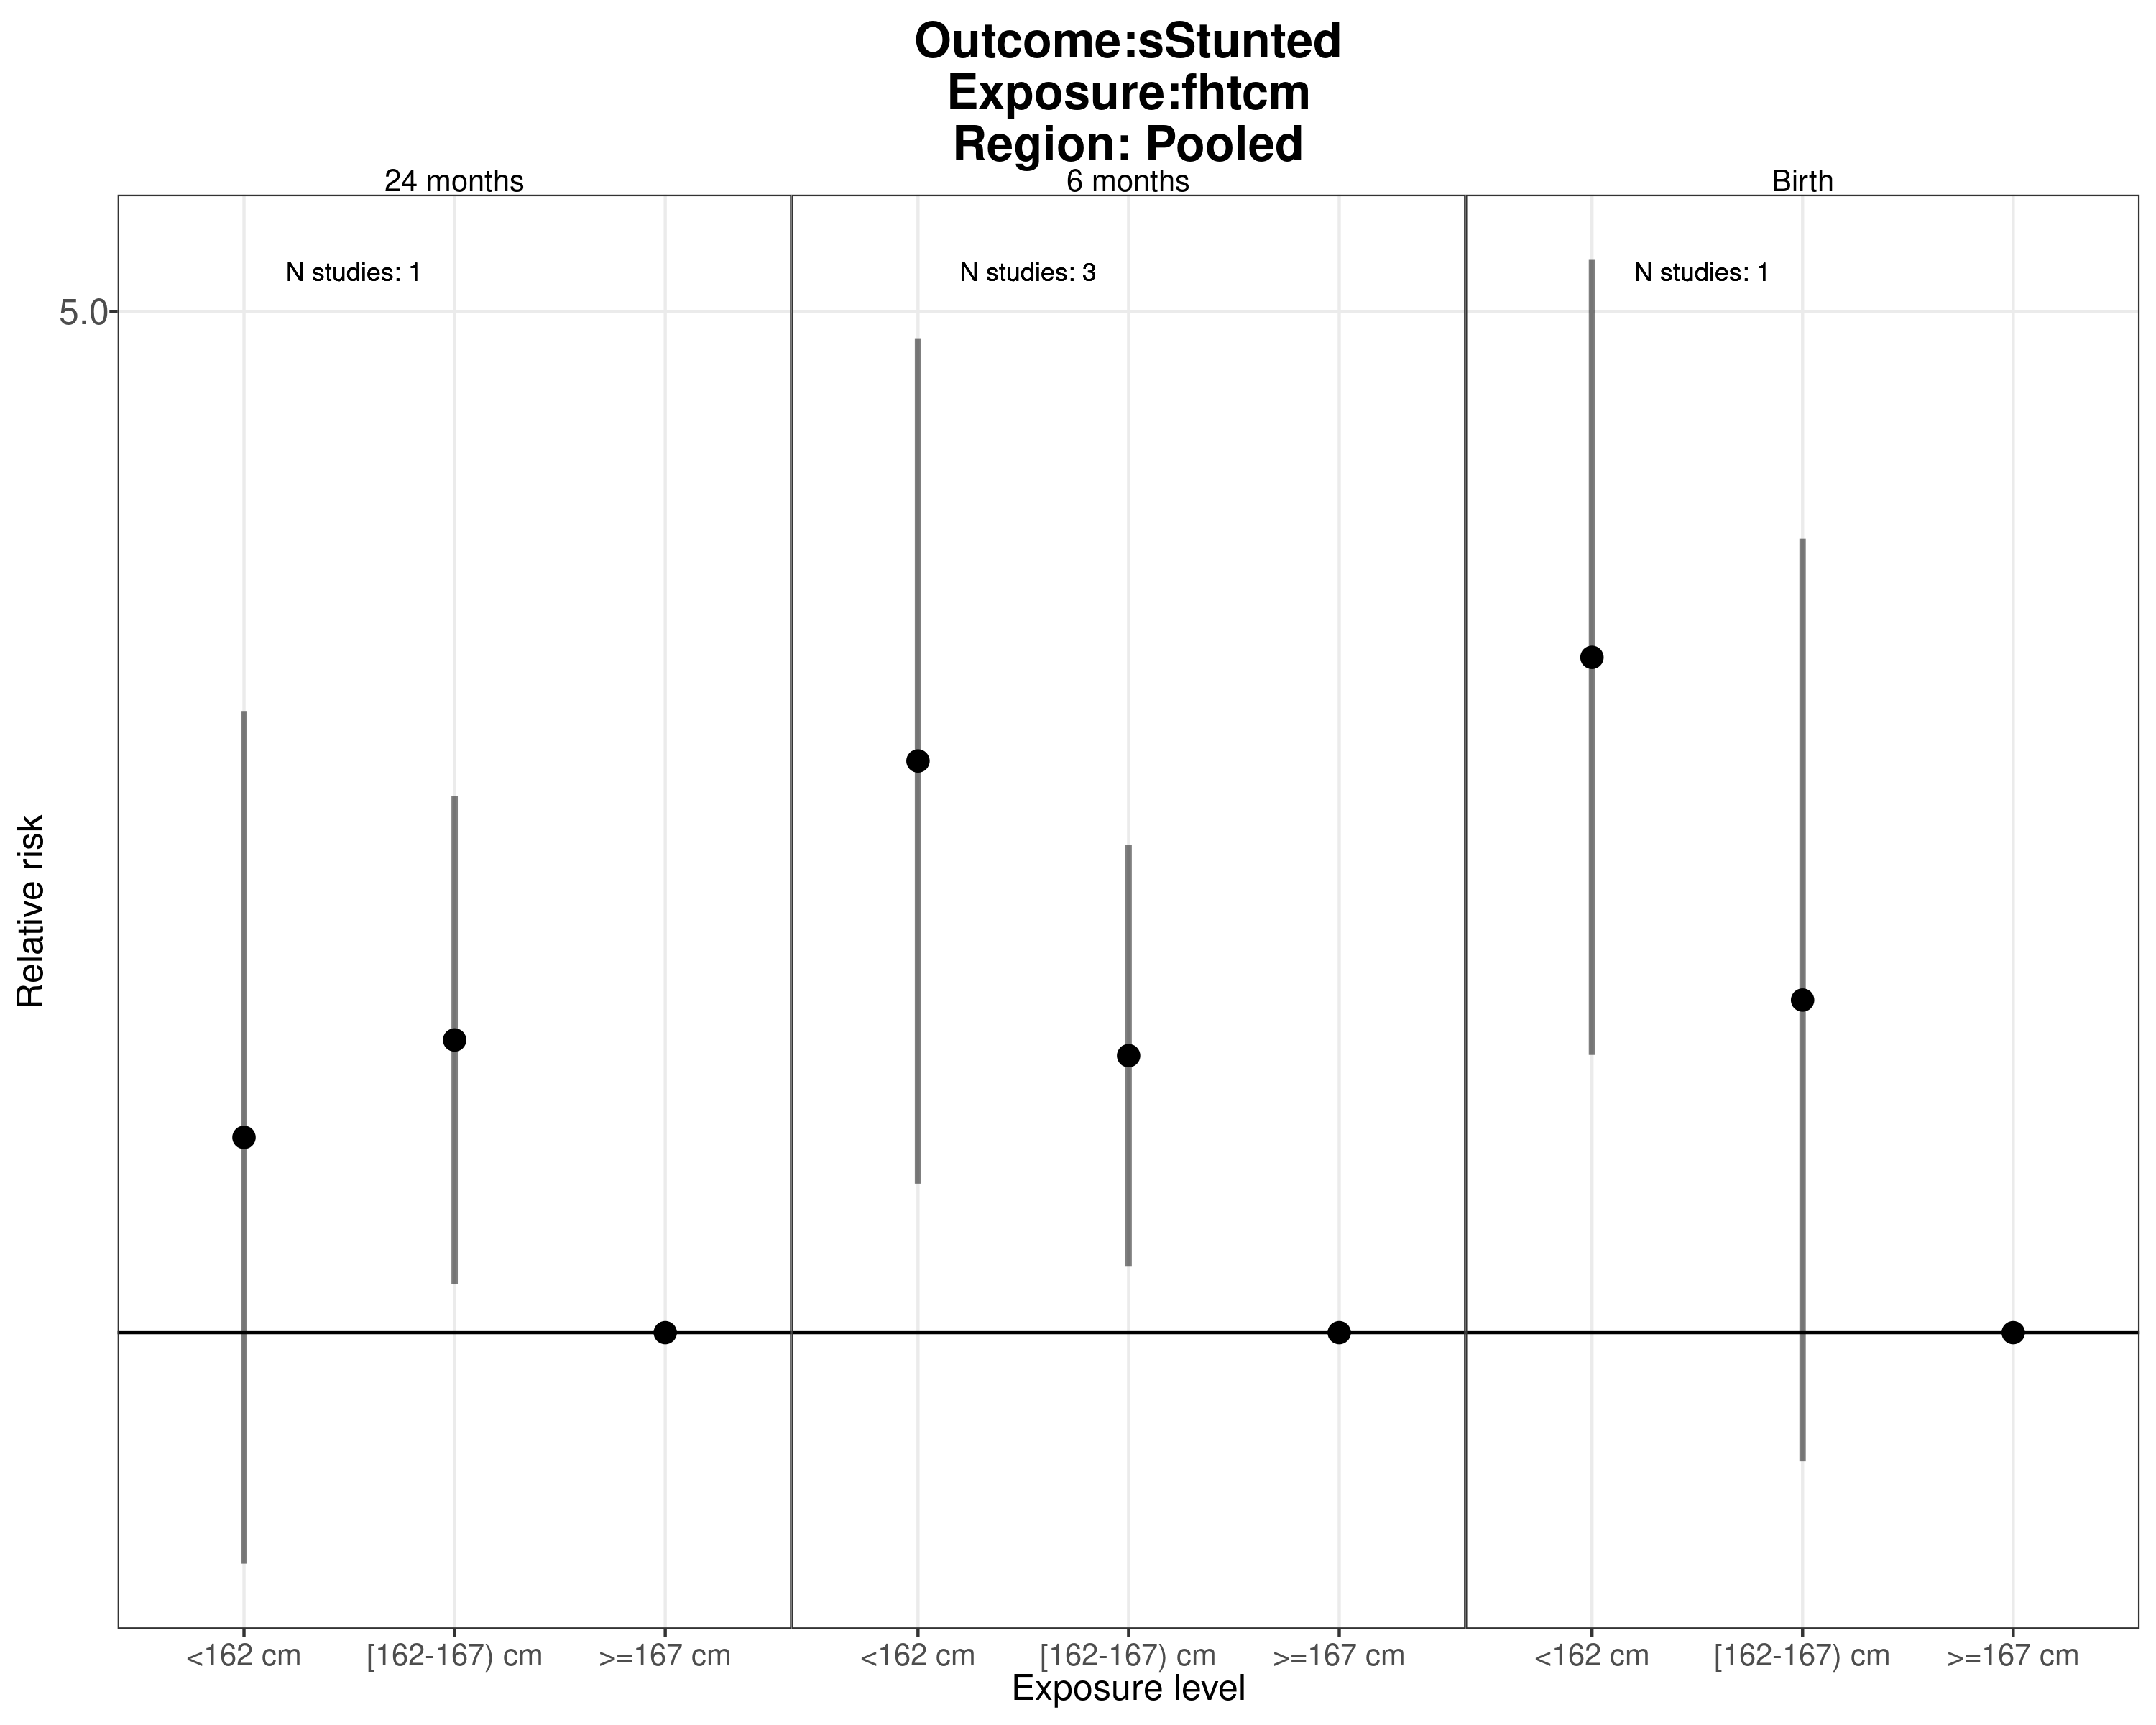 Outcome:sStunted
Exposure:fhtcm
Region: Pooled
24 months
6 months
Birth
N studies: 1
N studies: 3
N studies: 1
5.0
Relative risk
<162 cm
[162-167) cm
>=167 cm
<162 cm
[162-167) cm
>=167 cm
<162 cm
[162-167) cm
>=167 cm
Exposure level